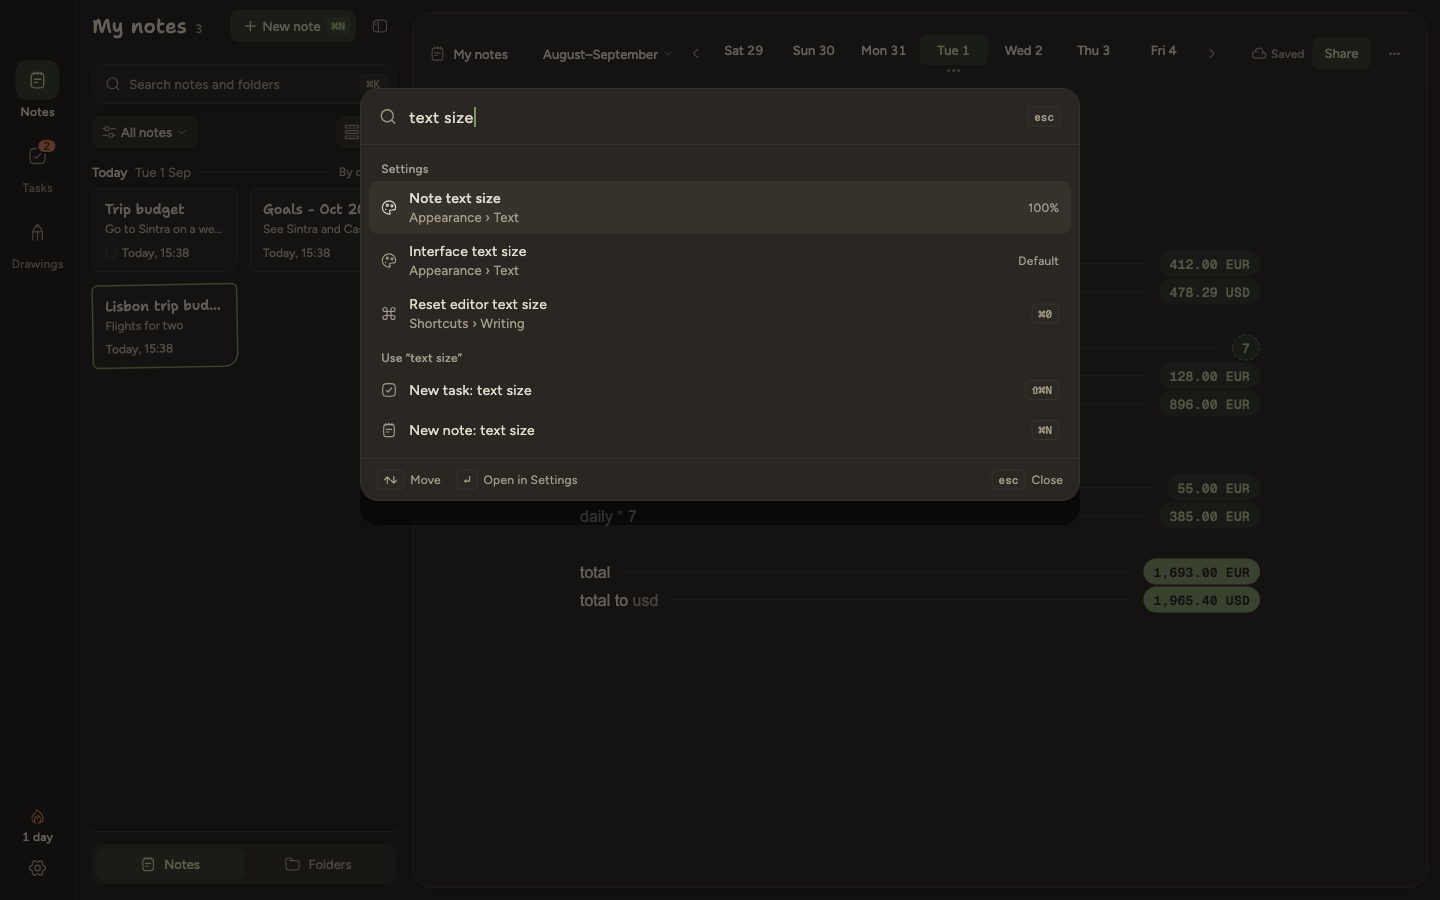 My notes 3
+ New note ⌘N
Search notes and folders ⌘K
All notes
Today Tue 1 Sep
Trip budget
Go to Sintra on a we...
Today, 15:38
Goals - Oct
See Sintra and
Today, 15:38
Lisbon trip bud...
Flights for two
Today, 15:38
Notes
2
Tasks
Drawings
1 day
Notes
Folders
My notes
August–September
Sat 29
Sun 30
Mon 31
Tue 1
Wed 2
Thu 3
Fri 4
Saved
Share
text size
esc
Settings
Note text size
Appearance › Text
100%
Interface text size
Appearance › Text
Default
Reset editor text size
Shortcuts › Writing
⌘0
Use “text size”
New task: text size
⇧⌘N
New note: text size
⌘N
↑↓ Move
↵ Open in Settings
esc Close
412.00 EUR
478.29 USD
7
128.00 EUR
896.00 EUR
55.00 EUR
daily * 7 385.00 EUR
total 1,693.00 EUR
total to usd 1,965.40 USD